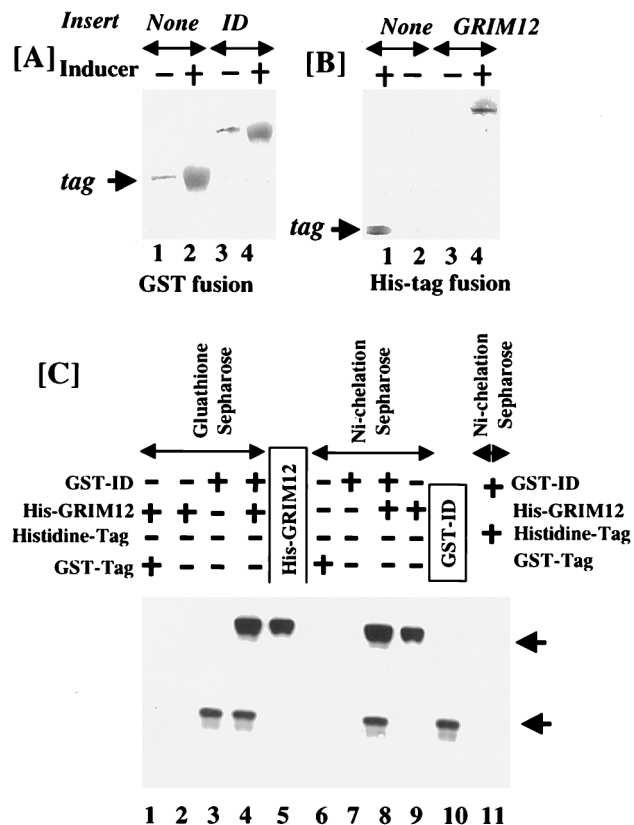 Insert None ID
[A] Inducer − + − +
tag
1 2 3 4
GST fusion
None GRIM12
[B] + − − +
tag
1 2 3 4
His-tag fusion
[C]
Gluathione Sepharose
Ni-chelation Sepharose
Ni-chelation Sepharose
GST-ID − − + + − + + − + GST-ID
His-GRIM12 + + − + − − + + His-GRIM12
Histidine-Tag − − − − − − − − + Histidine-Tag
GST-Tag + − − − + − − − GST-Tag
His-GRIM12
GST-ID
1 2 3 4 5 6 7 8 9 10 11